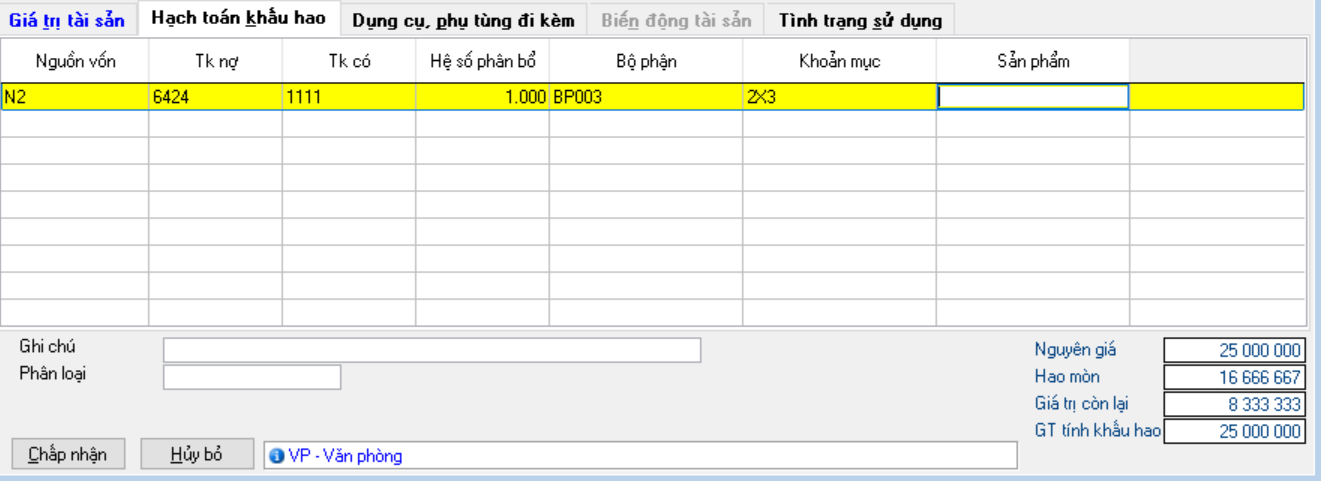 Giá trị tài sản Hạch toán khấu hao Dụng cụ, phụ tùng đi kèm Biến động tài sản Tình trạng sử dụng
Nguồn vốn Tk nợ Tk có Hệ số phân bổ Bộ phận Khoản mục Sản phẩm
N2 6424 1111 1.000 BP003 2X3
Ghi chú Nguyên giá 25 000 000
Phân loại Hao mòn 16 666 667
Giá trị còn lại 8 333 333
GT tính khấu hao 25 000 000
Chấp nhận Hủy bỏ VP - Văn phòng